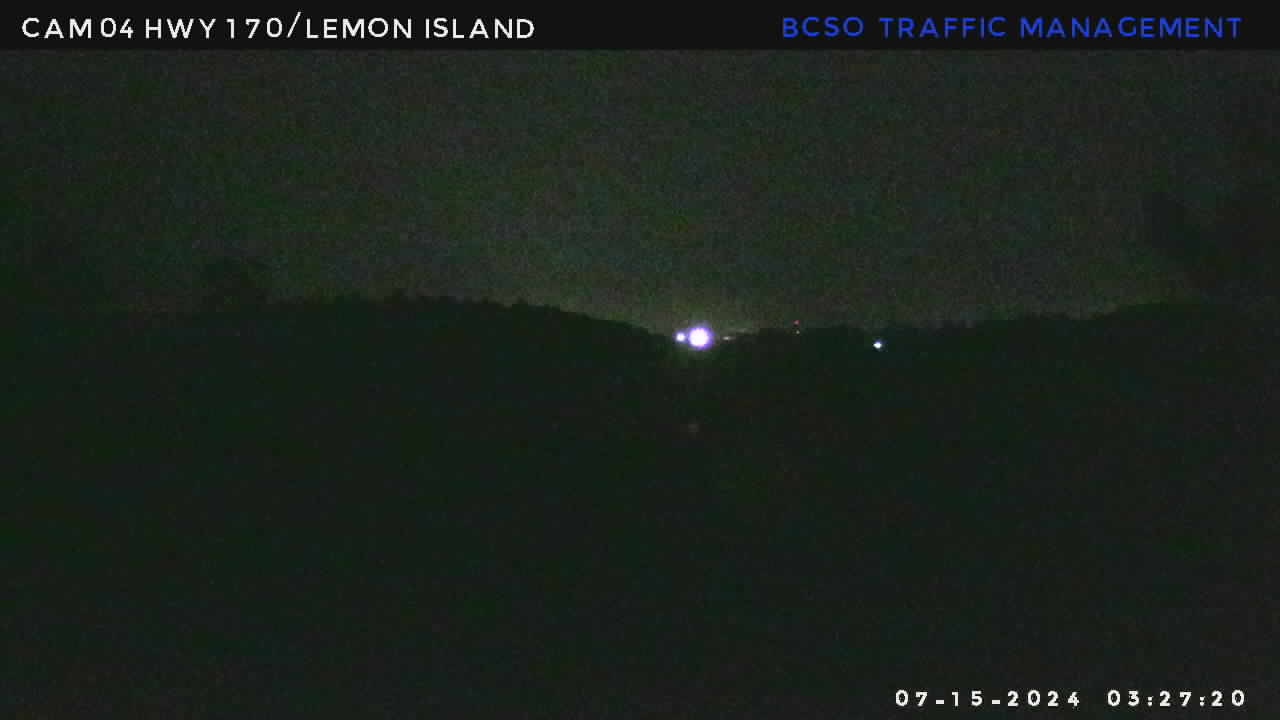 CAM04 HWY 170/LEMON ISLAND
BCSO TRAFFIC MANAGEMENT
07-15-2024 03:27:20